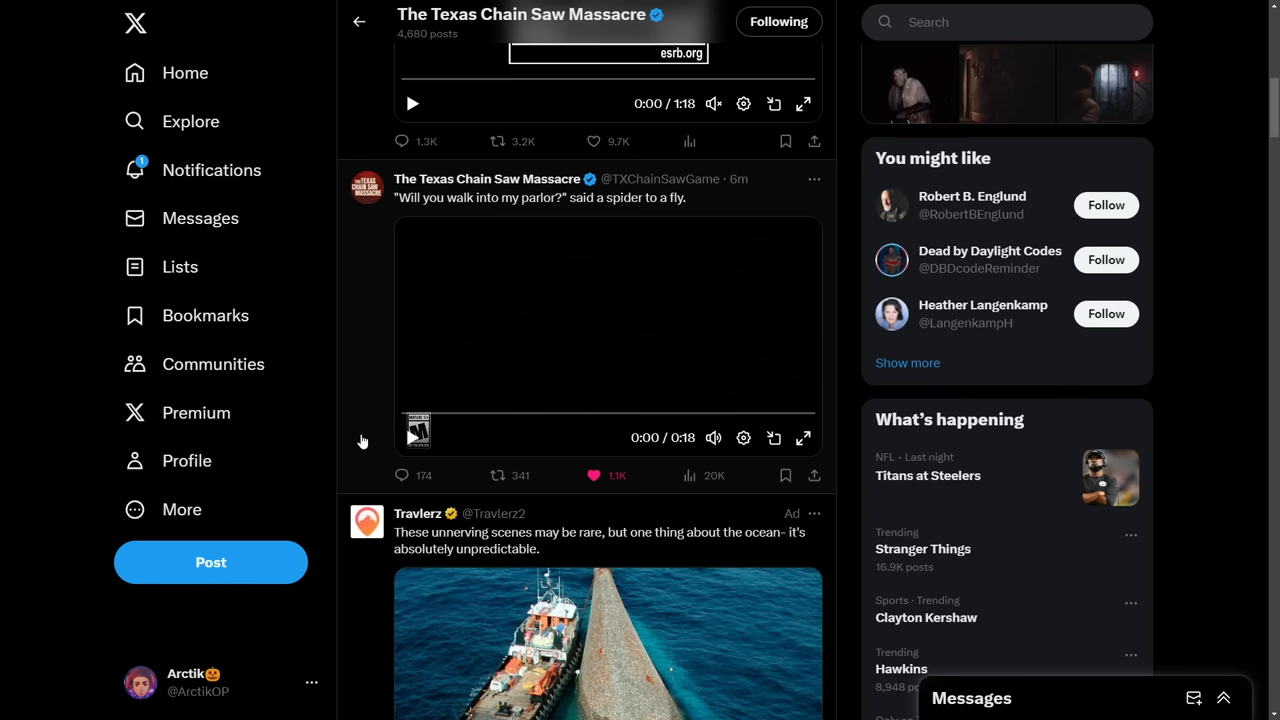 The Texas Chain Saw Massacre
4,680 posts
Following
Search
Home
Explore
1
Notifications
Messages
Lists
Bookmarks
Communities
Premium
Profile
More
Post
Arctik🎃
@ArctikOP
esrb.org
0:00 / 1:18
1.3K 3.2K 9.7K
The Texas Chain Saw Massacre @TXChainSawGame · 6m
"Will you walk into my parlor?" said a spider to a fly.
M
0:00 / 0:18
174 341 1.1K 20K
Travlerz @Travlerz2 Ad
These unnerving scenes may be rare, but one thing about the ocean- it's
absolutely unpredictable.
You might like
Robert B. Englund
@RobertBEnglund
Follow
Dead by Daylight Codes
@DBDcodeReminder
Follow
Heather Langenkamp
@LangenkampH
Follow
Show more
What's happening
NFL · Last night
Titans at Steelers
Trending
Stranger Things
16.9K posts
Sports · Trending
Clayton Kershaw
Trending
Hawkins
8,948
Messages